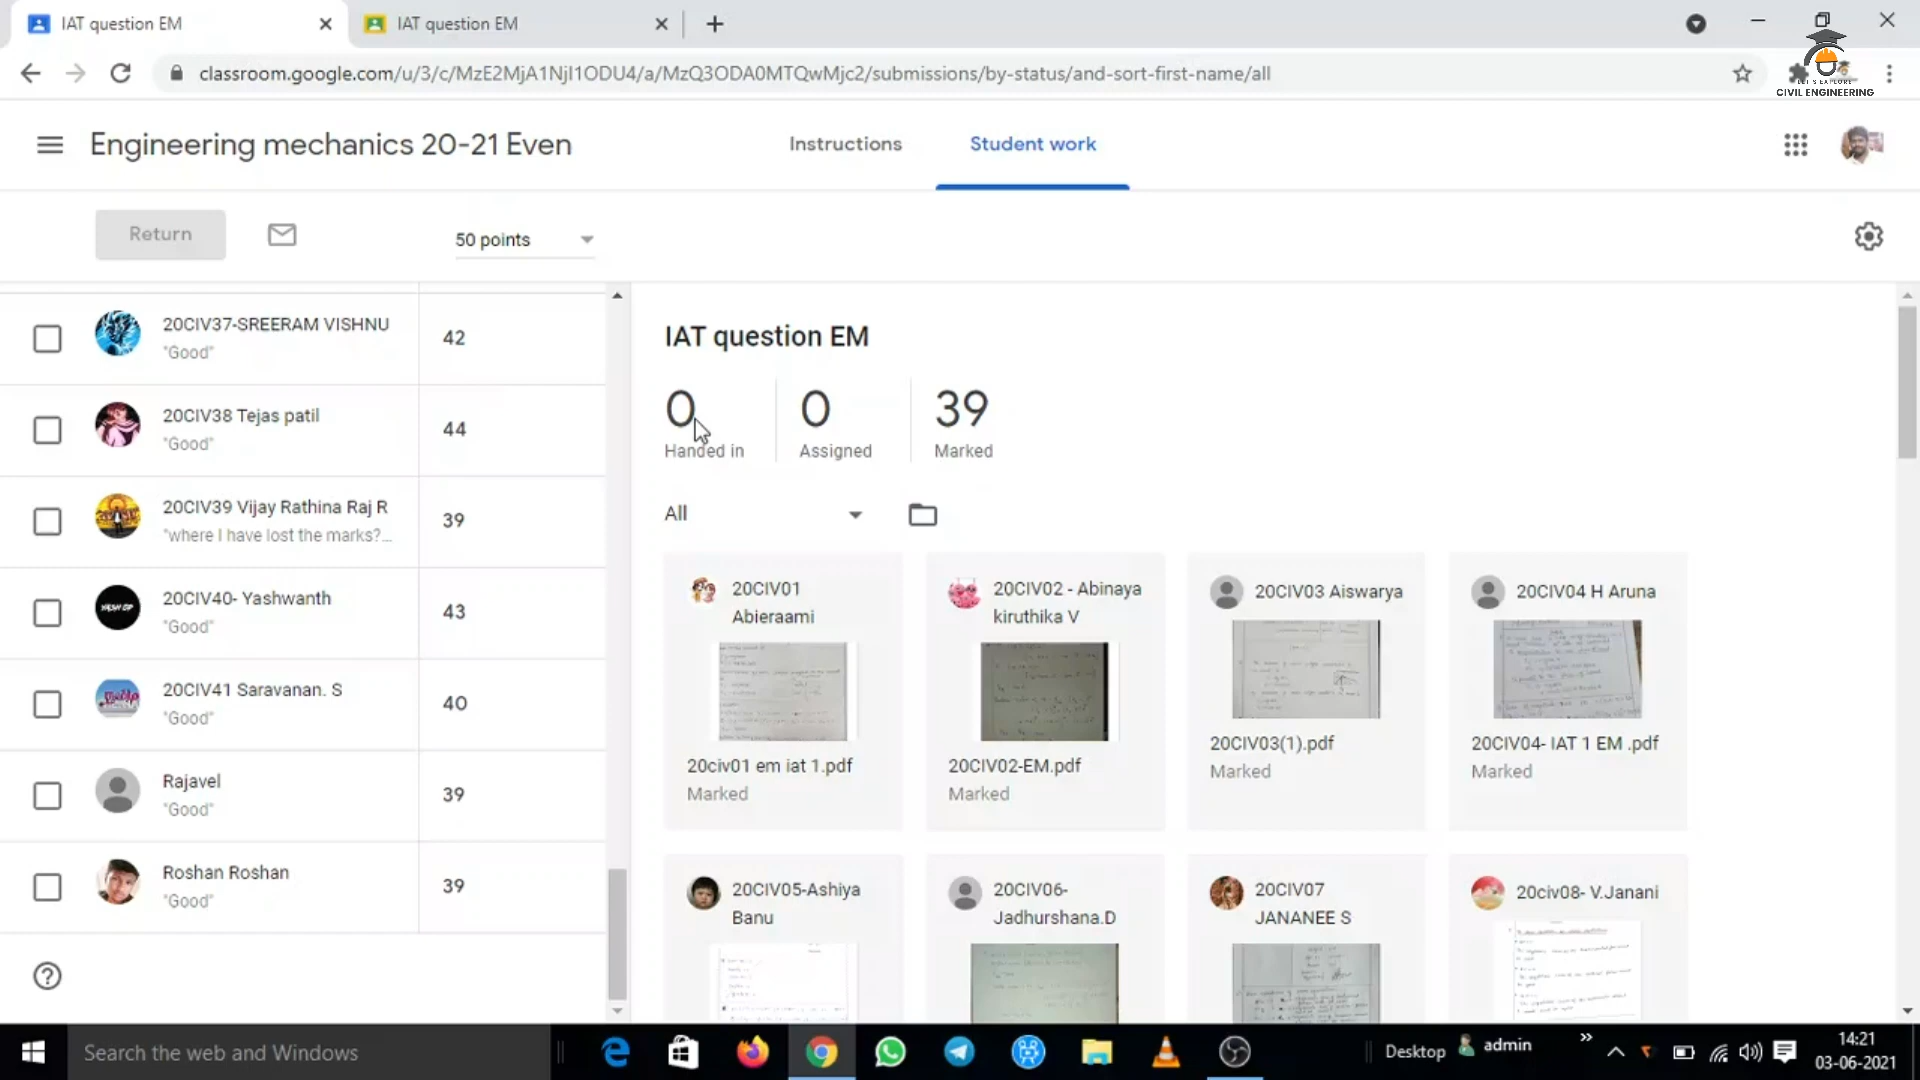 IAT question EM
IAT question EM
classroom.google.com/u/3/c/MzE2MjA1NjI1ODU4/a/MzQ3ODA0MTQwMjc2/submissions/by-status/and-sort-first-name/all
CIVIL ENGINEERING
Engineering mechanics 20-21 Even
Instructions
Student work
Return
50 points
20CIV37-SREERAM VISHNU
"Good"
42
20CIV38 Tejas patil
"Good"
44
20CIV39 Vijay Rathina Raj R
"where I have lost the marks?...
39
20CIV40- Yashwanth
"Good"
43
20CIV41 Saravanan. S
"Good"
40
Rajavel
"Good"
39
Roshan Roshan
"Good"
39
IAT question EM
0
Handed in
0
Assigned
39
Marked
All
20CIV01
Abieraami
20civ01 em iat 1.pdf
Marked
20CIV02 - Abinaya
kiruthika V
20CIV02-EM.pdf
Marked
20CIV03 Aiswarya
20CIV03(1).pdf
Marked
20CIV04 H Aruna
20CIV04- IAT 1 EM .pdf
Marked
20CIV05-Ashiya
Banu
20CIV06-
Jadhurshana.D
20CIV07
JANANEE S
20civ08- V.Janani
Search the web and Windows
Desktop
admin
14:21
03-06-2021